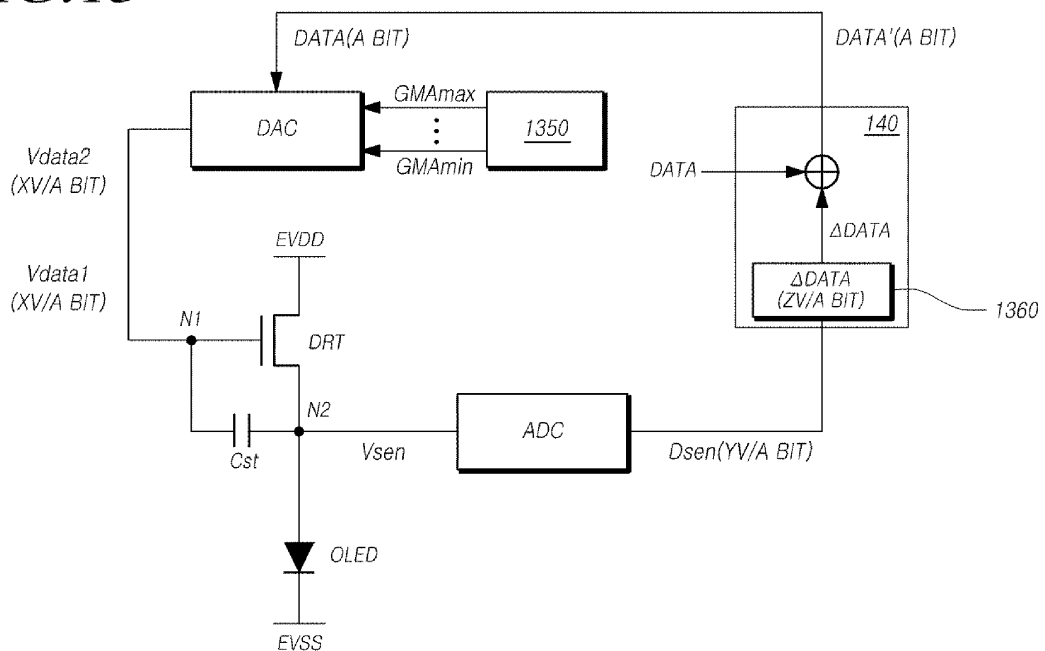 DATA(A BIT)
DATA'(A BIT)
DAC
GMAmax
GMAmin
1350
140
DATA
ΔDATA
ΔDATA
(ZV/A BIT)
1360
Vdata2
(XV/A BIT)
Vdata1
(XV/A BIT)
EVDD
N1
DRT
N2
Cst
Vsen
ADC
Dsen(YV/A BIT)
OLED
EVSS